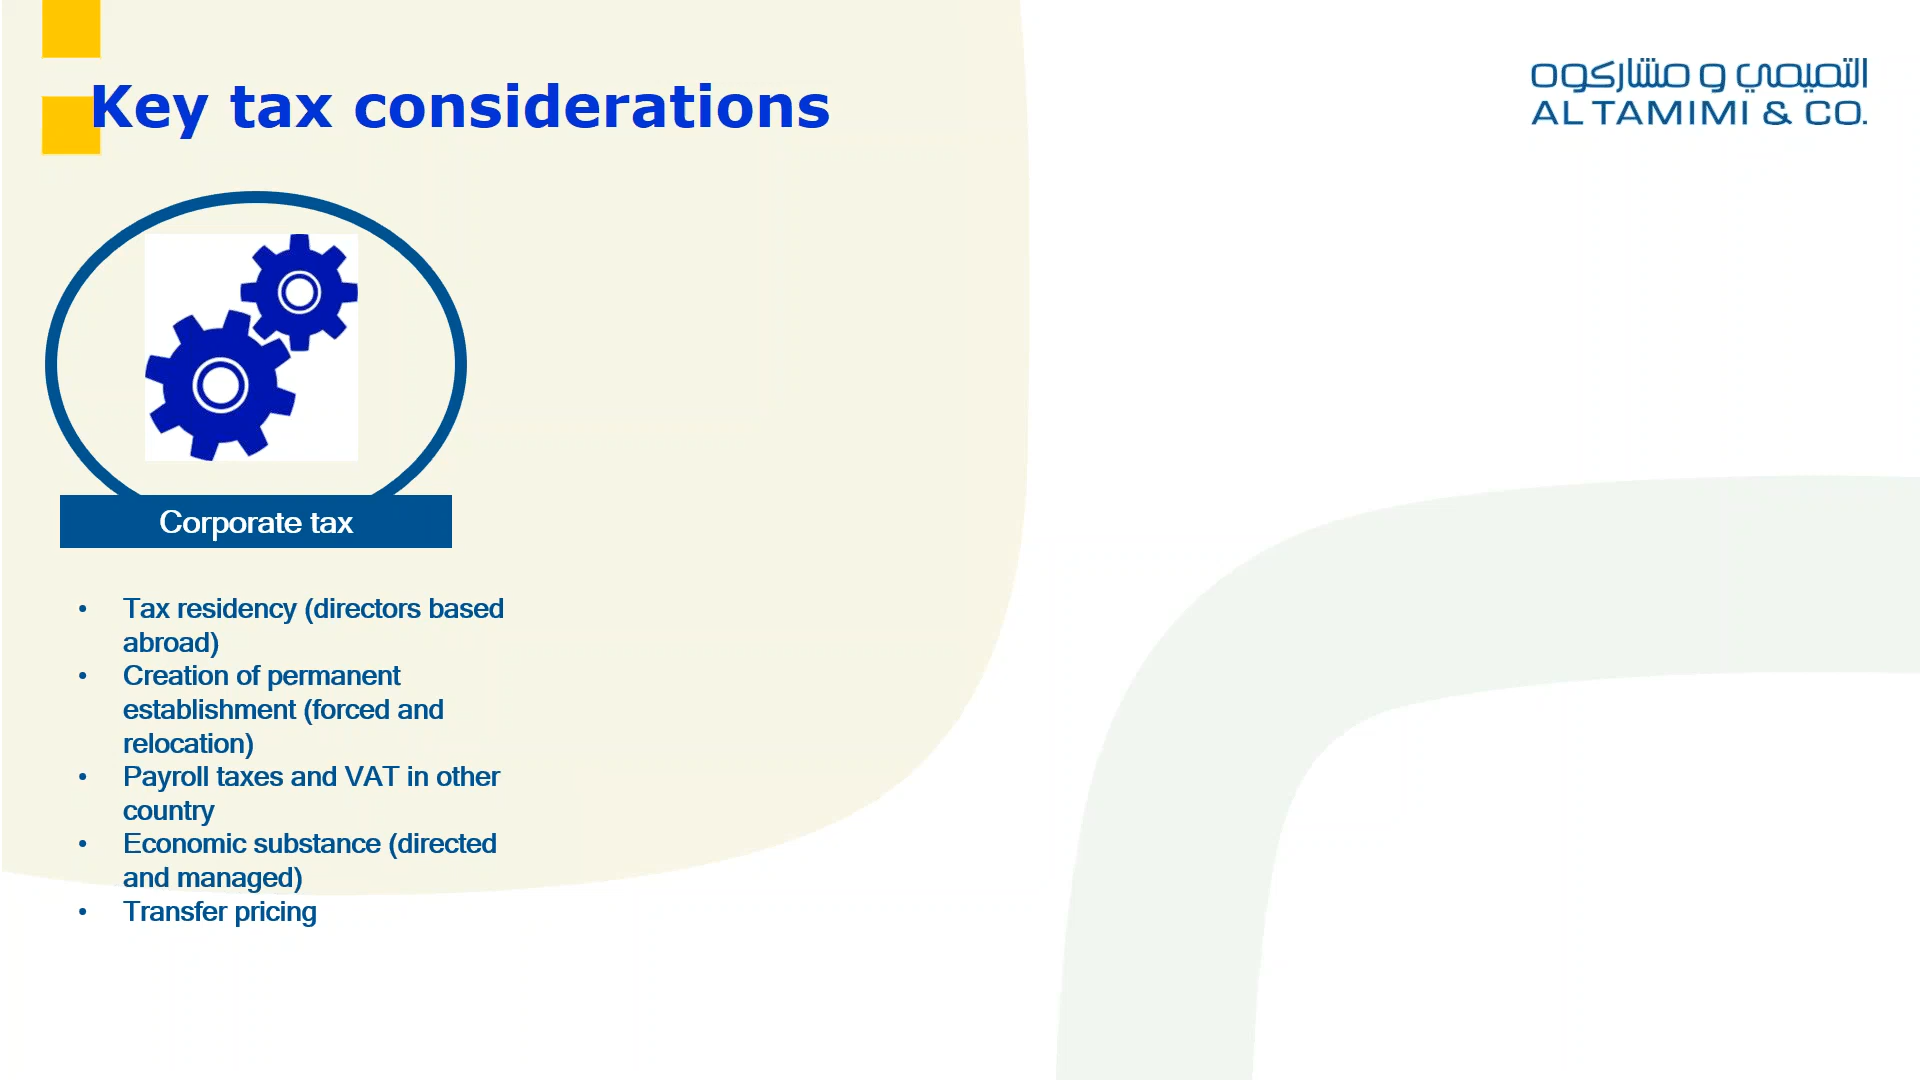 Key tax considerations
التميمي و مشاركوه
AL TAMIMI & CO.
Corporate tax
• Tax residency (directors based
abroad)
• Creation of permanent
establishment (forced and
relocation)
• Payroll taxes and VAT in other
country
• Economic substance (directed
and managed)
• Transfer pricing